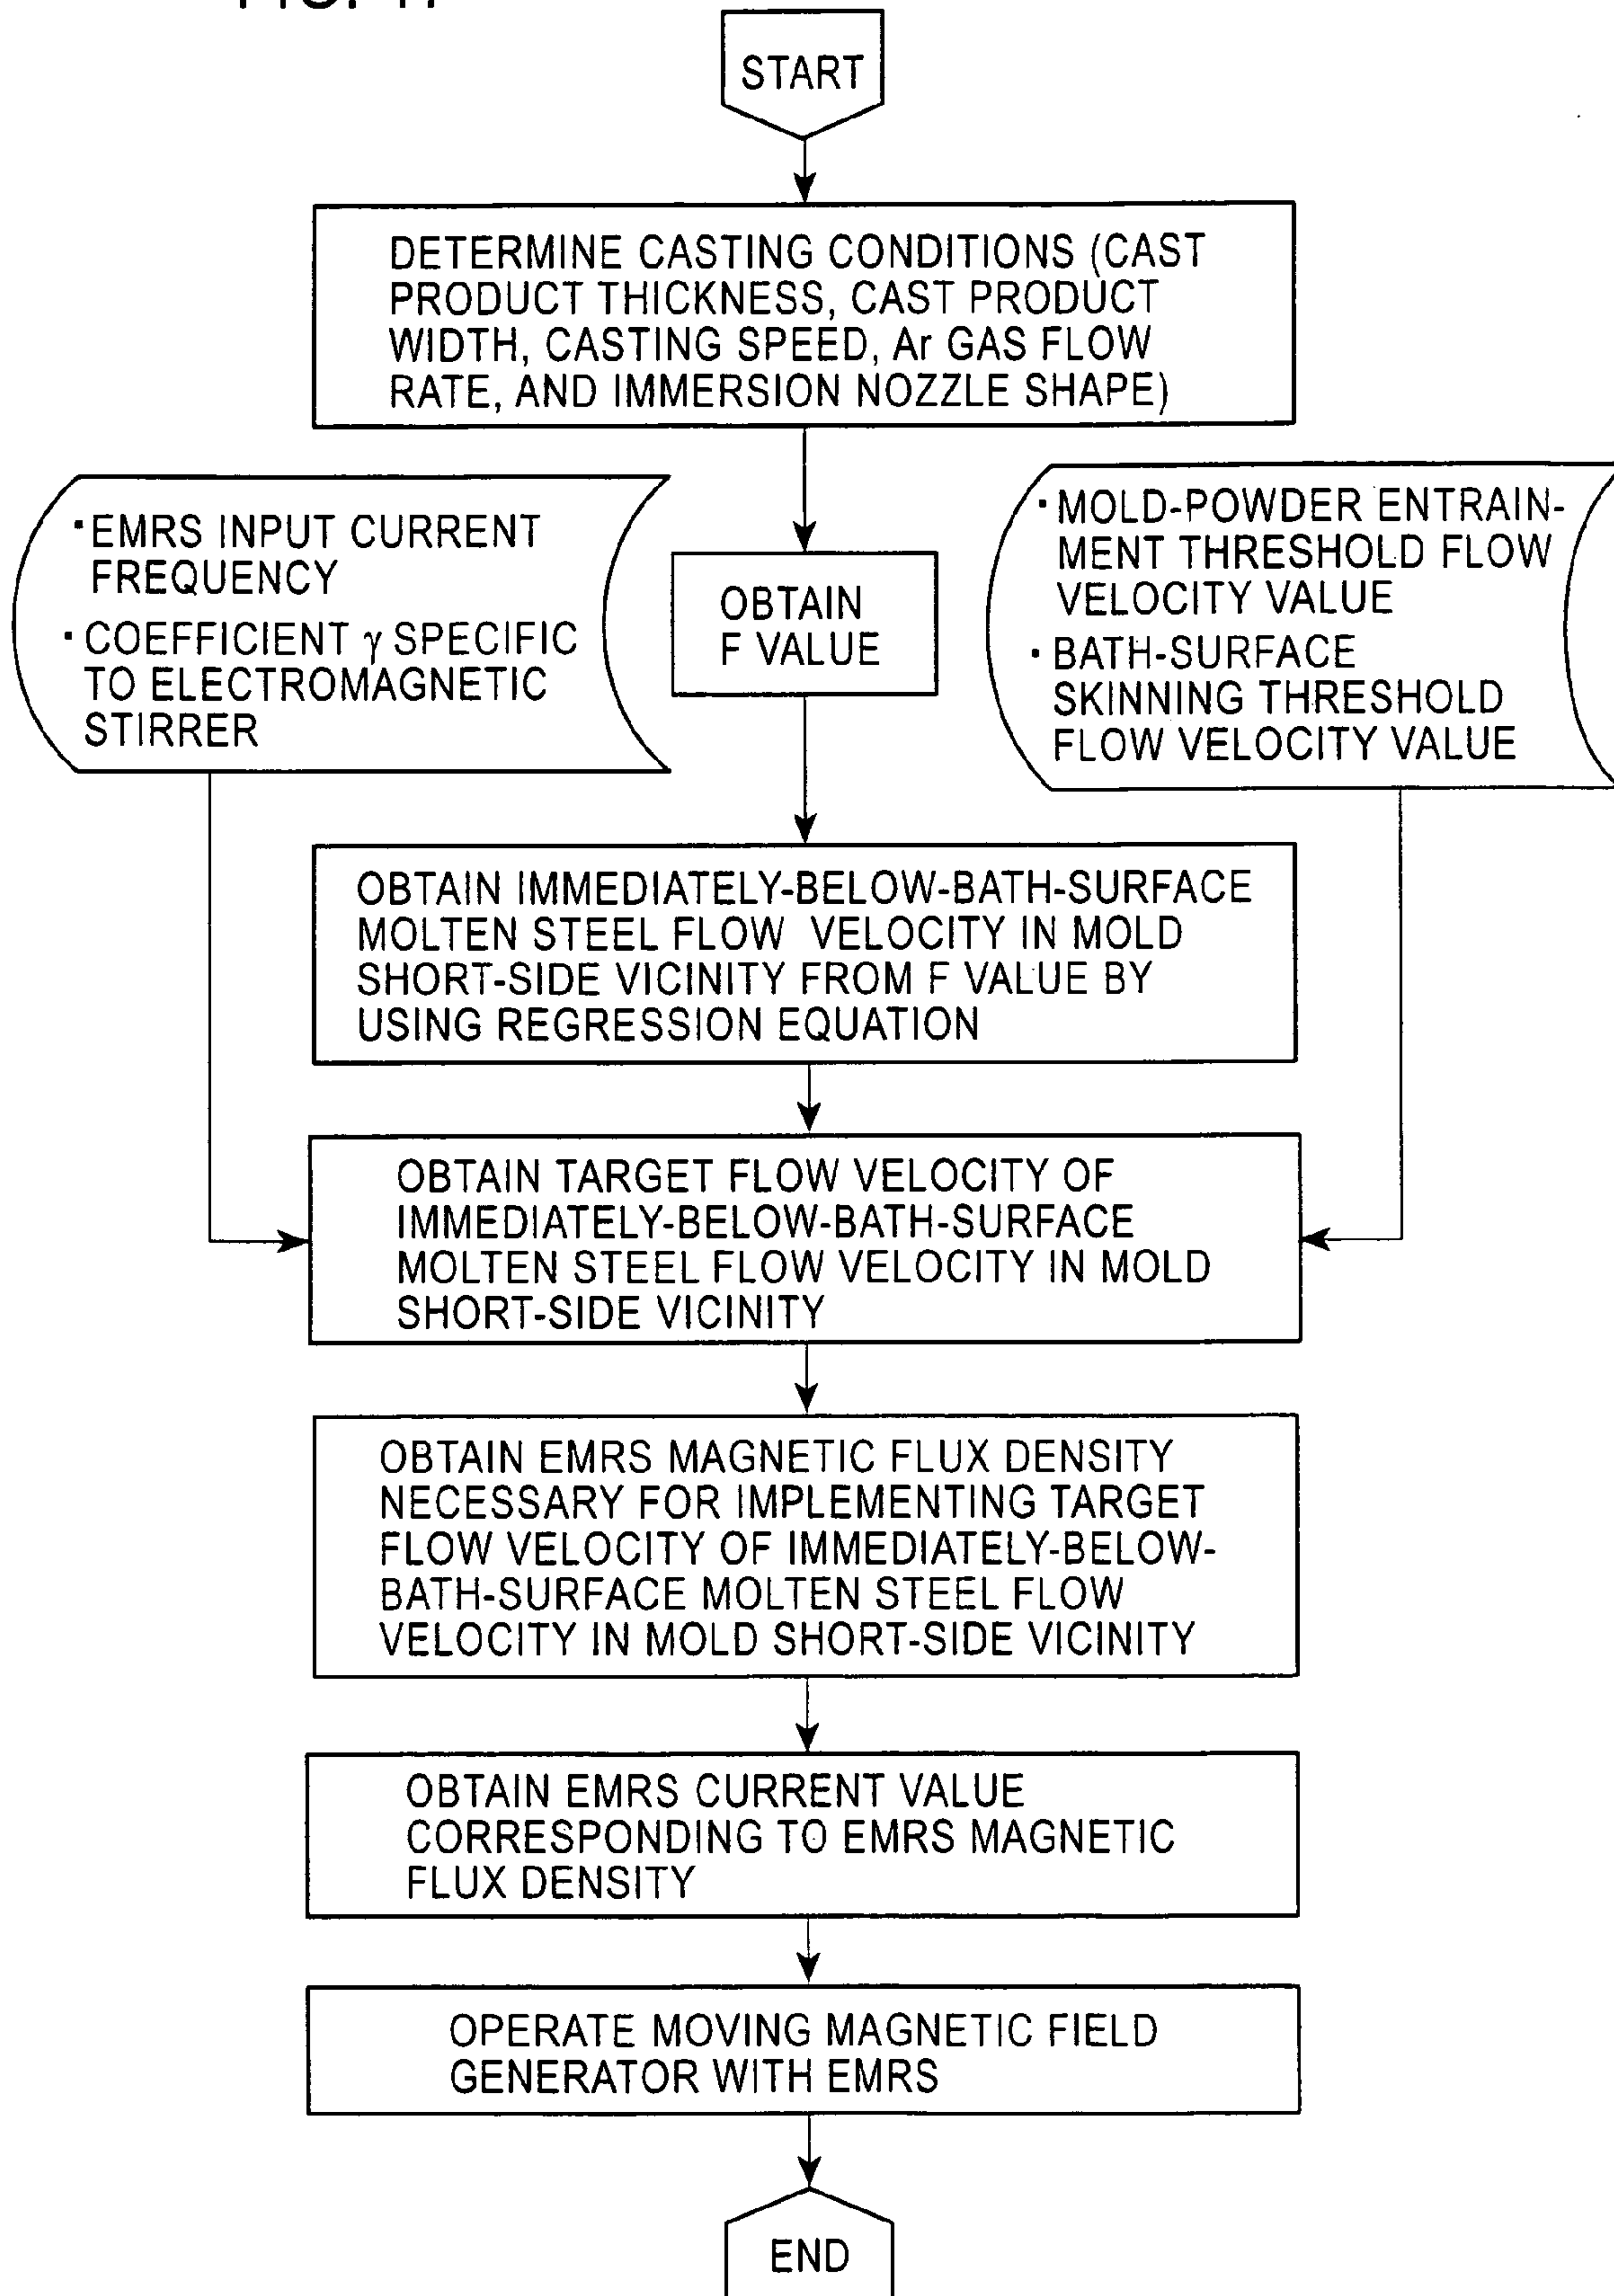 START
DETERMINE CASTING CONDITIONS (CAST
PRODUCT THICKNESS, CAST PRODUCT
WIDTH, CASTING SPEED, Ar GAS FLOW
RATE, AND IMMERSION NOZZLE SHAPE)
· EMRS INPUT CURRENT
FREQUENCY
· COEFFICIENT γ SPECIFIC
TO ELECTROMAGNETIC
STIRRER
OBTAIN
F VALUE
· MOLD-POWDER ENTRAIN-
MENT THRESHOLD FLOW
VELOCITY VALUE
· BATH-SURFACE
SKINNING THRESHOLD
FLOW VELOCITY VALUE
OBTAIN IMMEDIATELY-BELOW-BATH-SURFACE
MOLTEN STEEL FLOW VELOCITY IN MOLD
SHORT-SIDE VICINITY FROM F VALUE BY
USING REGRESSION EQUATION
OBTAIN TARGET FLOW VELOCITY OF
IMMEDIATELY-BELOW-BATH-SURFACE
MOLTEN STEEL FLOW VELOCITY IN MOLD
SHORT-SIDE VICINITY
OBTAIN EMRS MAGNETIC FLUX DENSITY
NECESSARY FOR IMPLEMENTING TARGET
FLOW VELOCITY OF IMMEDIATELY-BELOW-
BATH-SURFACE MOLTEN STEEL FLOW
VELOCITY IN MOLD SHORT-SIDE VICINITY
OBTAIN EMRS CURRENT VALUE
CORRESPONDING TO EMRS MAGNETIC
FLUX DENSITY
OPERATE MOVING MAGNETIC FIELD
GENERATOR WITH EMRS
END